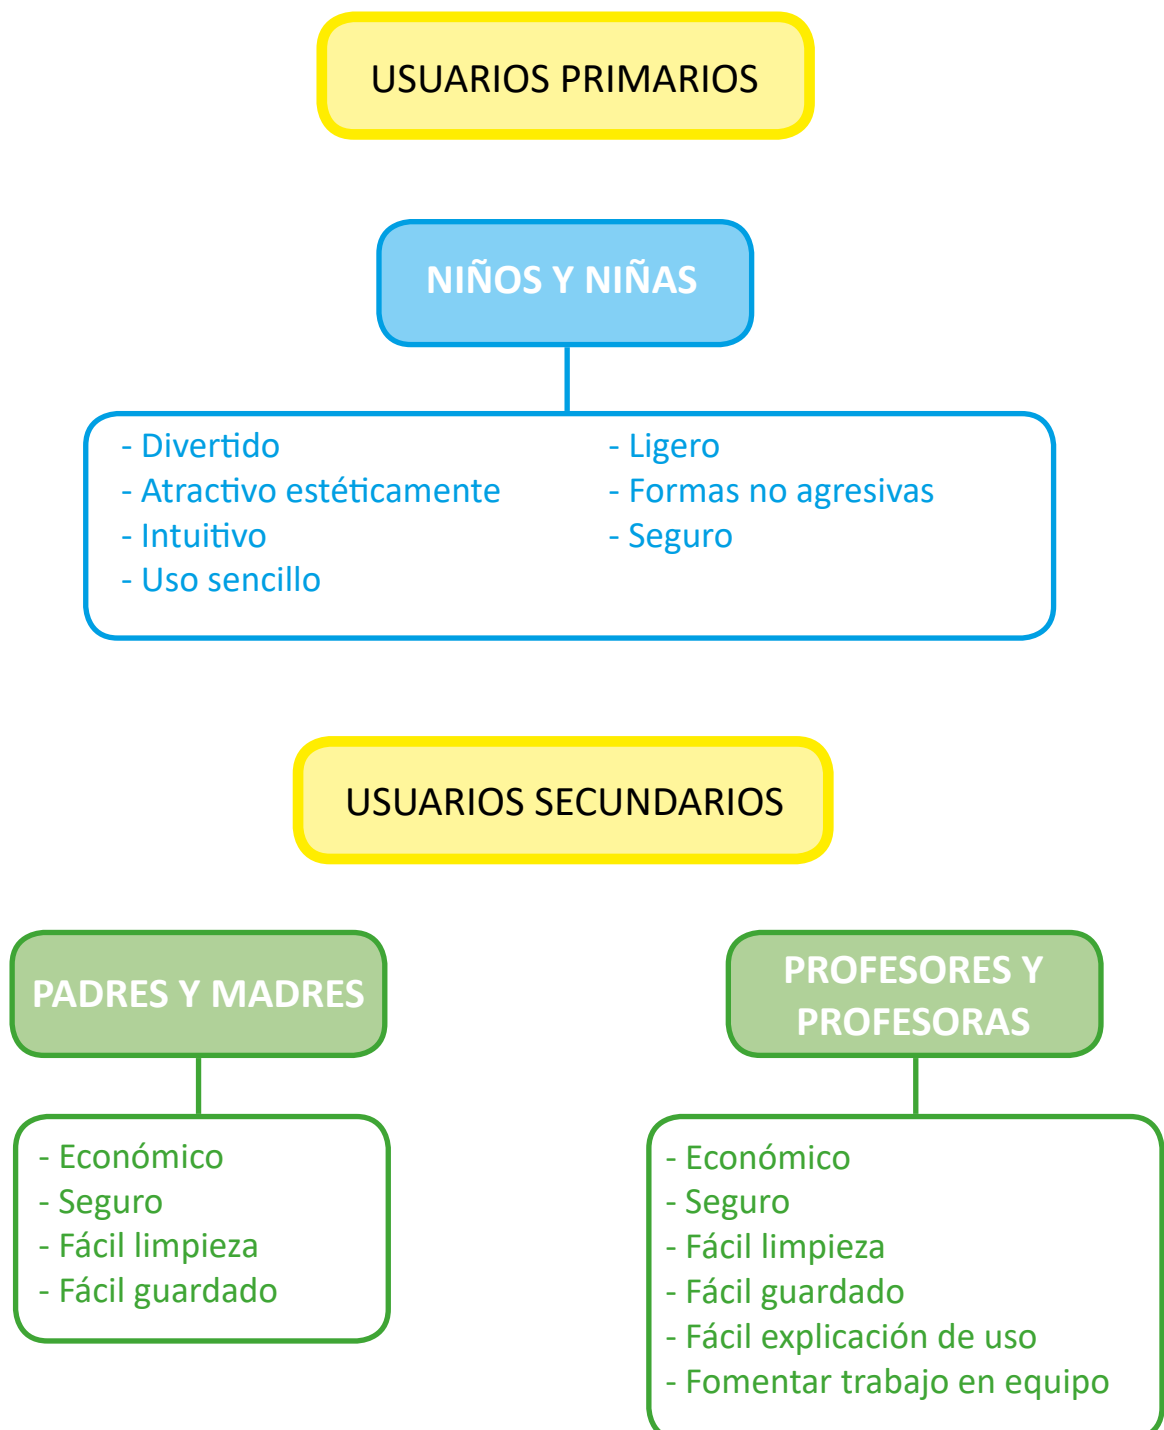 USUARIOS PRIMARIOS
NIÑOS Y NIÑAS
- Divertido
- Atractivo estéticamente
- Intuitivo
- Uso sencillo
- Ligero
- Formas no agresivas
- Seguro
USUARIOS SECUNDARIOS
PADRES Y MADRES
- Económico
- Seguro
- Fácil limpieza
- Fácil guardado
PROFESORES Y
PROFESORAS
- Económico
- Seguro
- Fácil limpieza
- Fácil guardado
- Fácil explicación de uso
- Fomentar trabajo en equipo